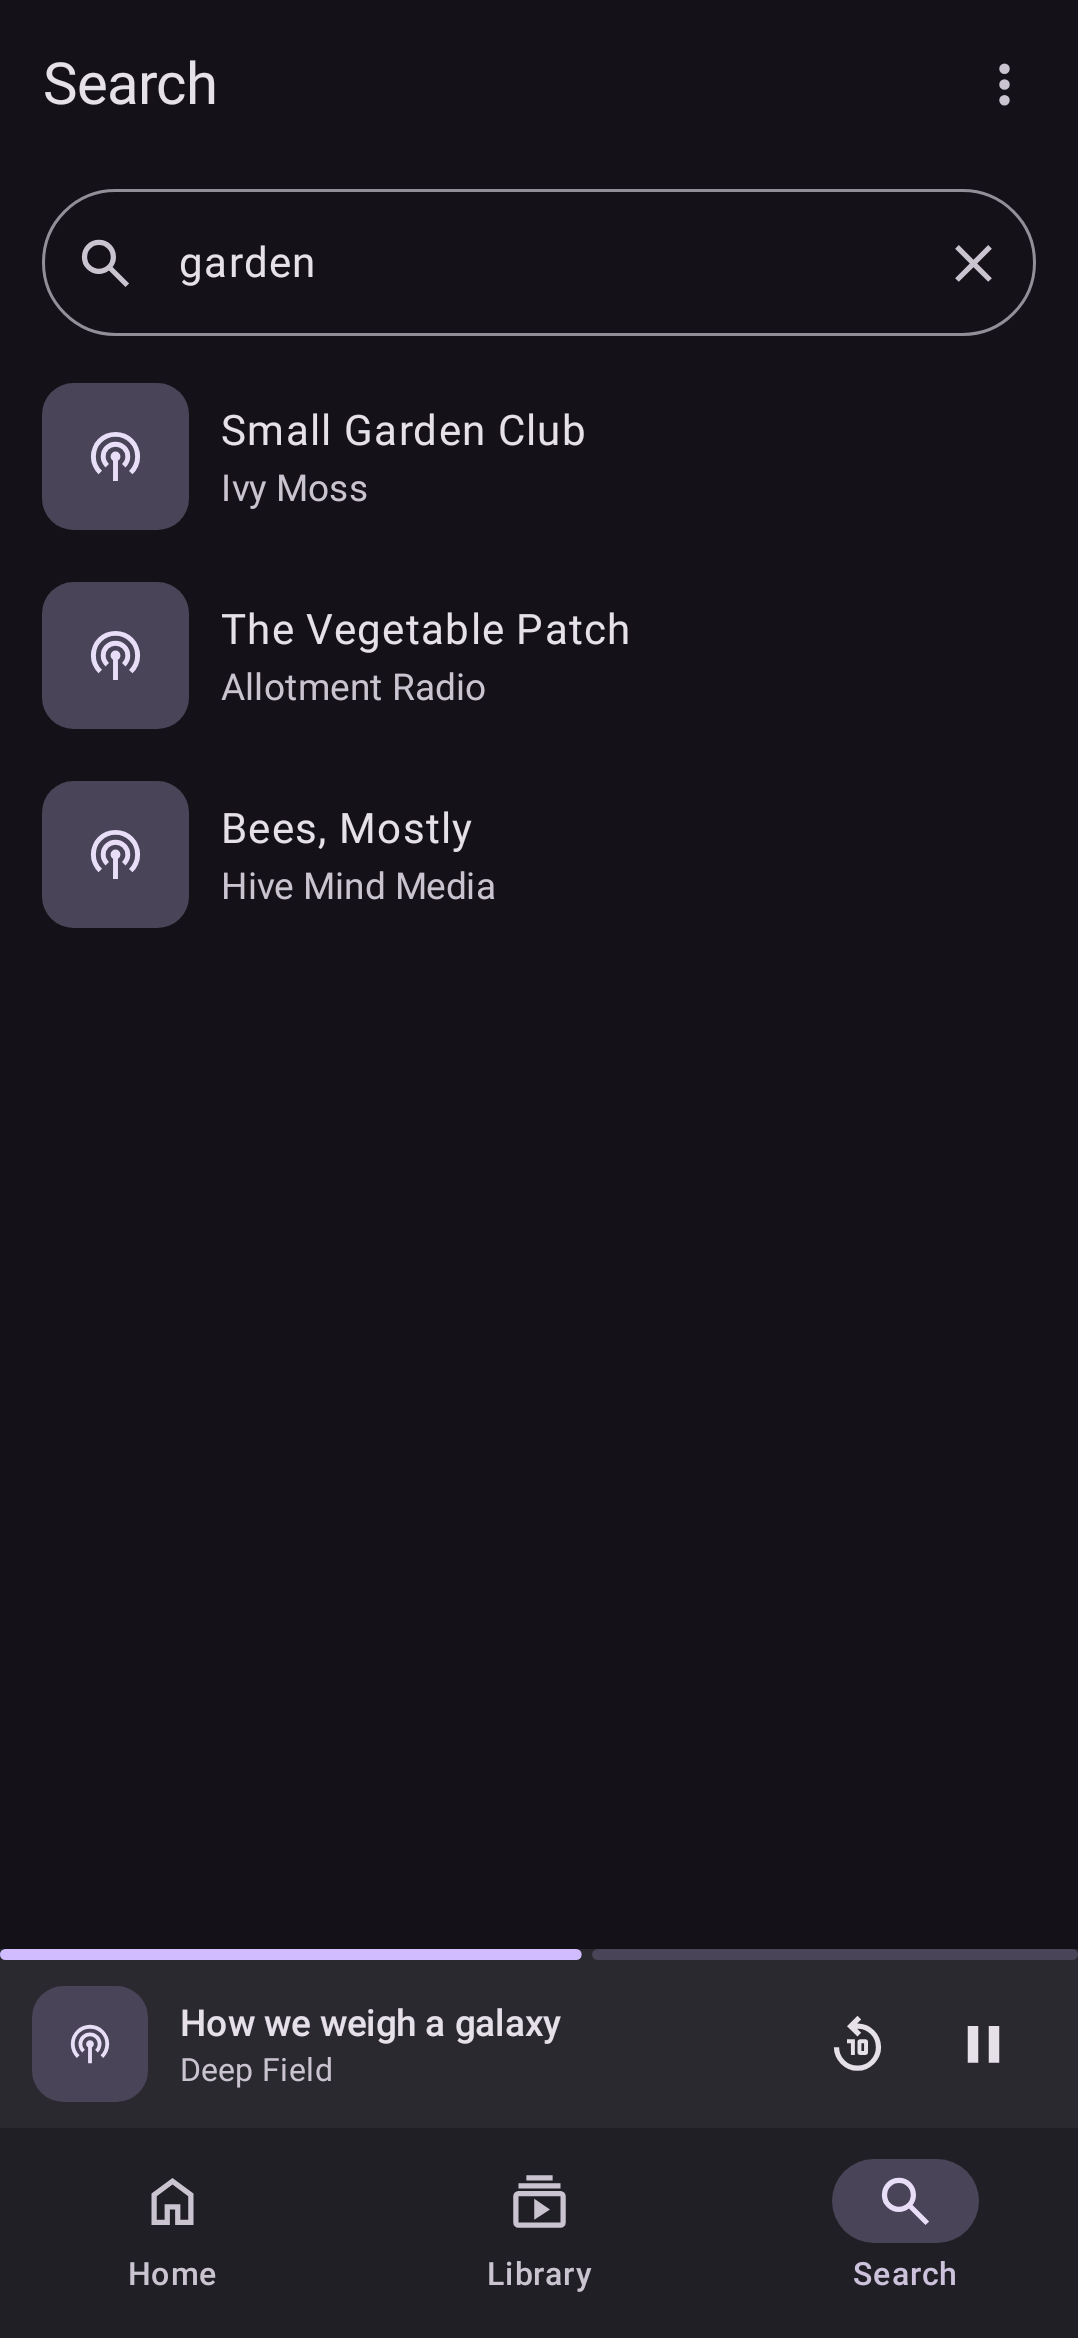 Search
garden
Small Garden Club
Ivy Moss
The Vegetable Patch
Allotment Radio
Bees, Mostly
Hive Mind Media
How we weigh a galaxy
Deep Field
10
Home
Library
Search